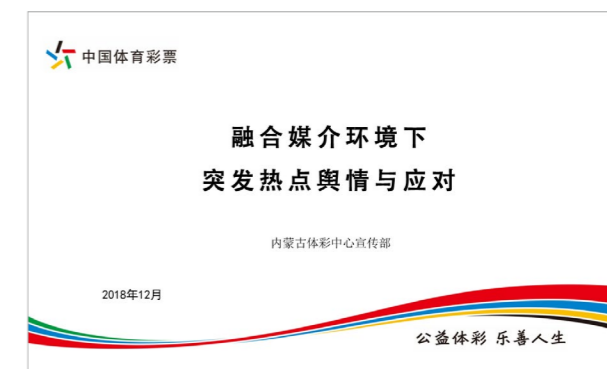 中国体育彩票
融合媒介环境下
突发热点舆情与应对
内蒙古体彩中心宣传部
2018年12月
公益体彩 乐善人生